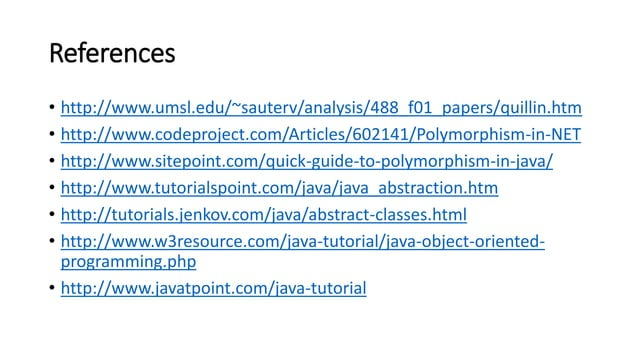 References
• http://www.umsl.edu/~sauterv/analysis/488_f01_papers/quillin.htm
• http://www.codeproject.com/Articles/602141/Polymorphism-in-NET
• http://www.sitepoint.com/quick-guide-to-polymorphism-in-java/
• http://www.tutorialspoint.com/java/java_abstraction.htm
• http://tutorials.jenkov.com/java/abstract-classes.html
• http://www.w3resource.com/java-tutorial/java-object-oriented-
programming.php
• http://www.javatpoint.com/java-tutorial